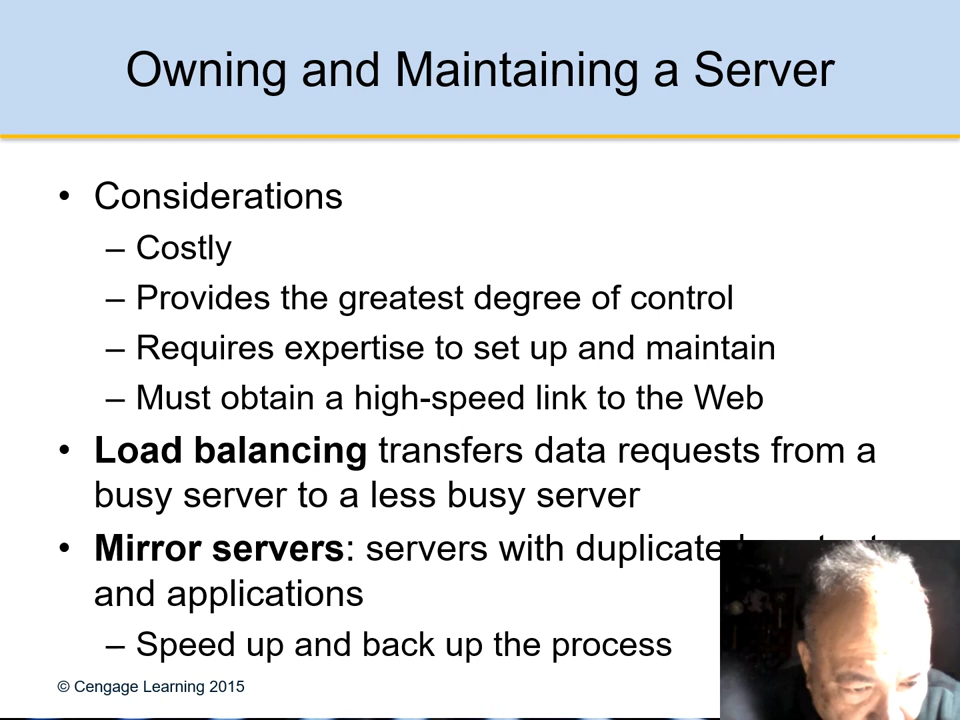 Owning and Maintaining a Server
• Considerations
– Costly
– Provides the greatest degree of control
– Requires expertise to set up and maintain
– Must obtain a high-speed link to the Web
• Load balancing transfers data requests from a
busy server to a less busy server
• Mirror servers: servers with duplicated
and applications
– Speed up and back up the process
© Cengage Learning 2015